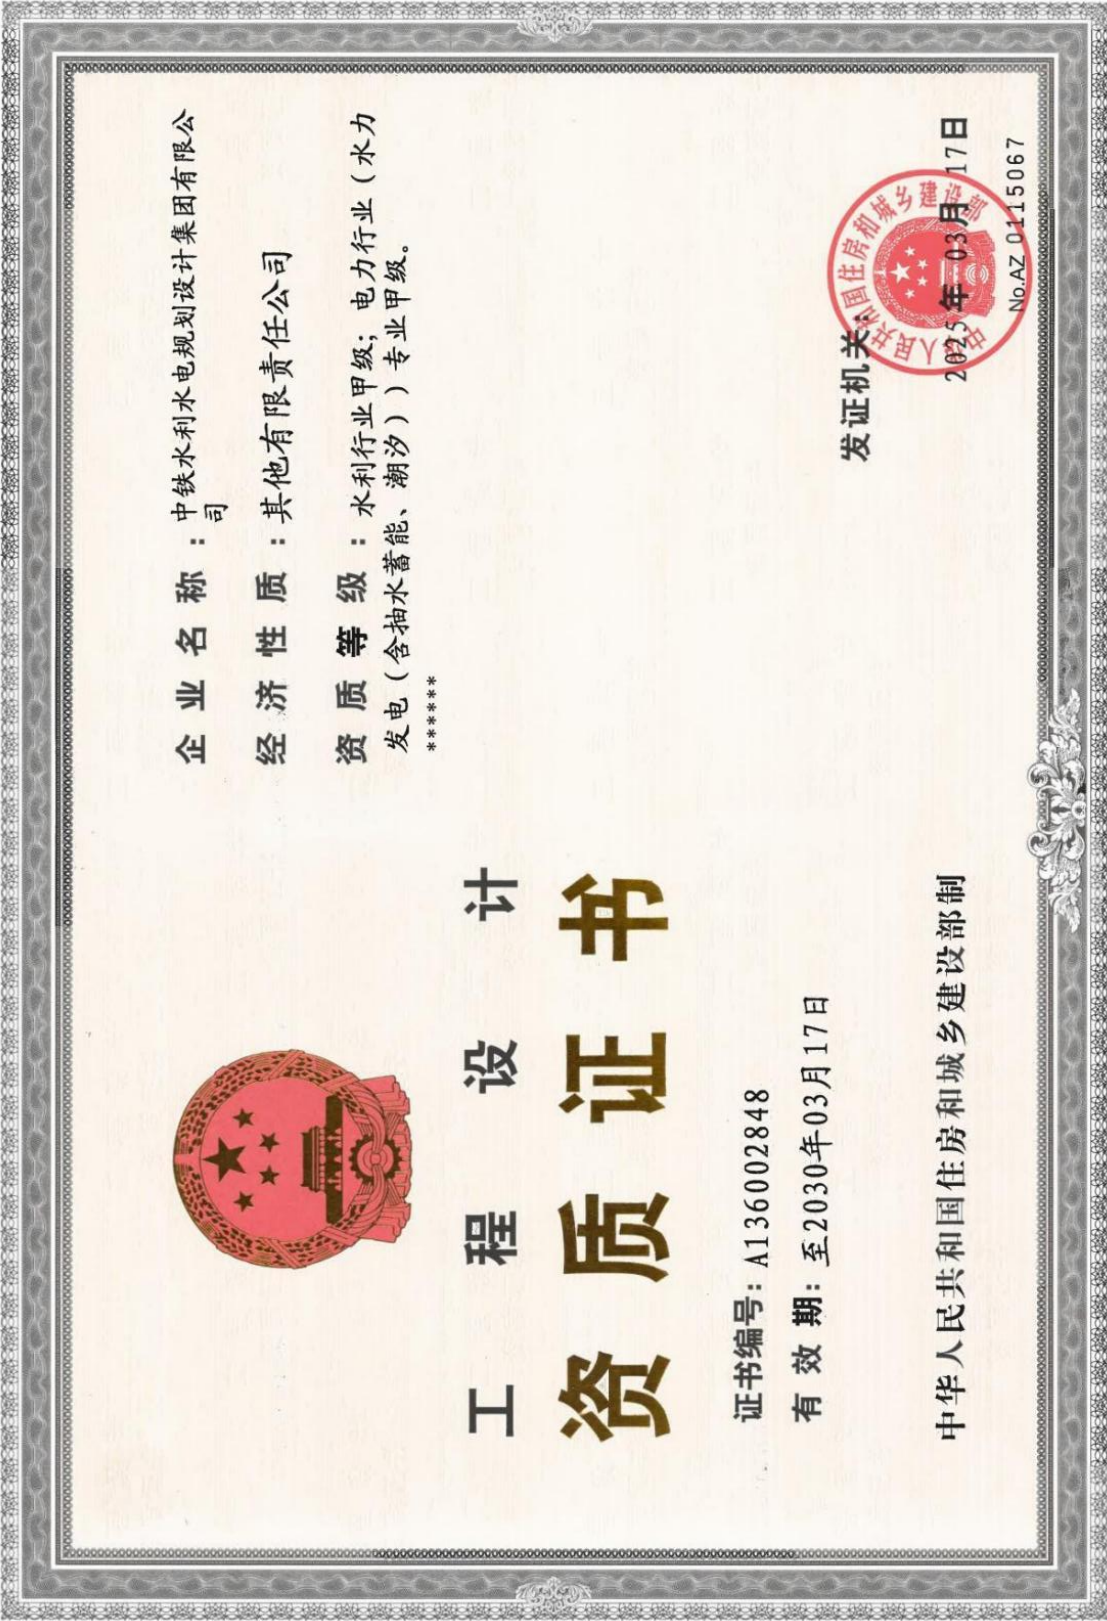 工程设计
资质证书
证书编号：A136002848
有效期：至2030年03月17日
中华人民共和国住房和城乡建设部制
企业名称：中铁水利水电规划设计集团有限公
司
经济性质：其他有限责任公司
资质等级：水利行业甲级；电力行业（水力
发电（含抽水蓄能、潮汐））专业甲级。
******
发证机关：
中华人民共和国住房和城乡建设部
2025年03月17日
No.AZ 0115067